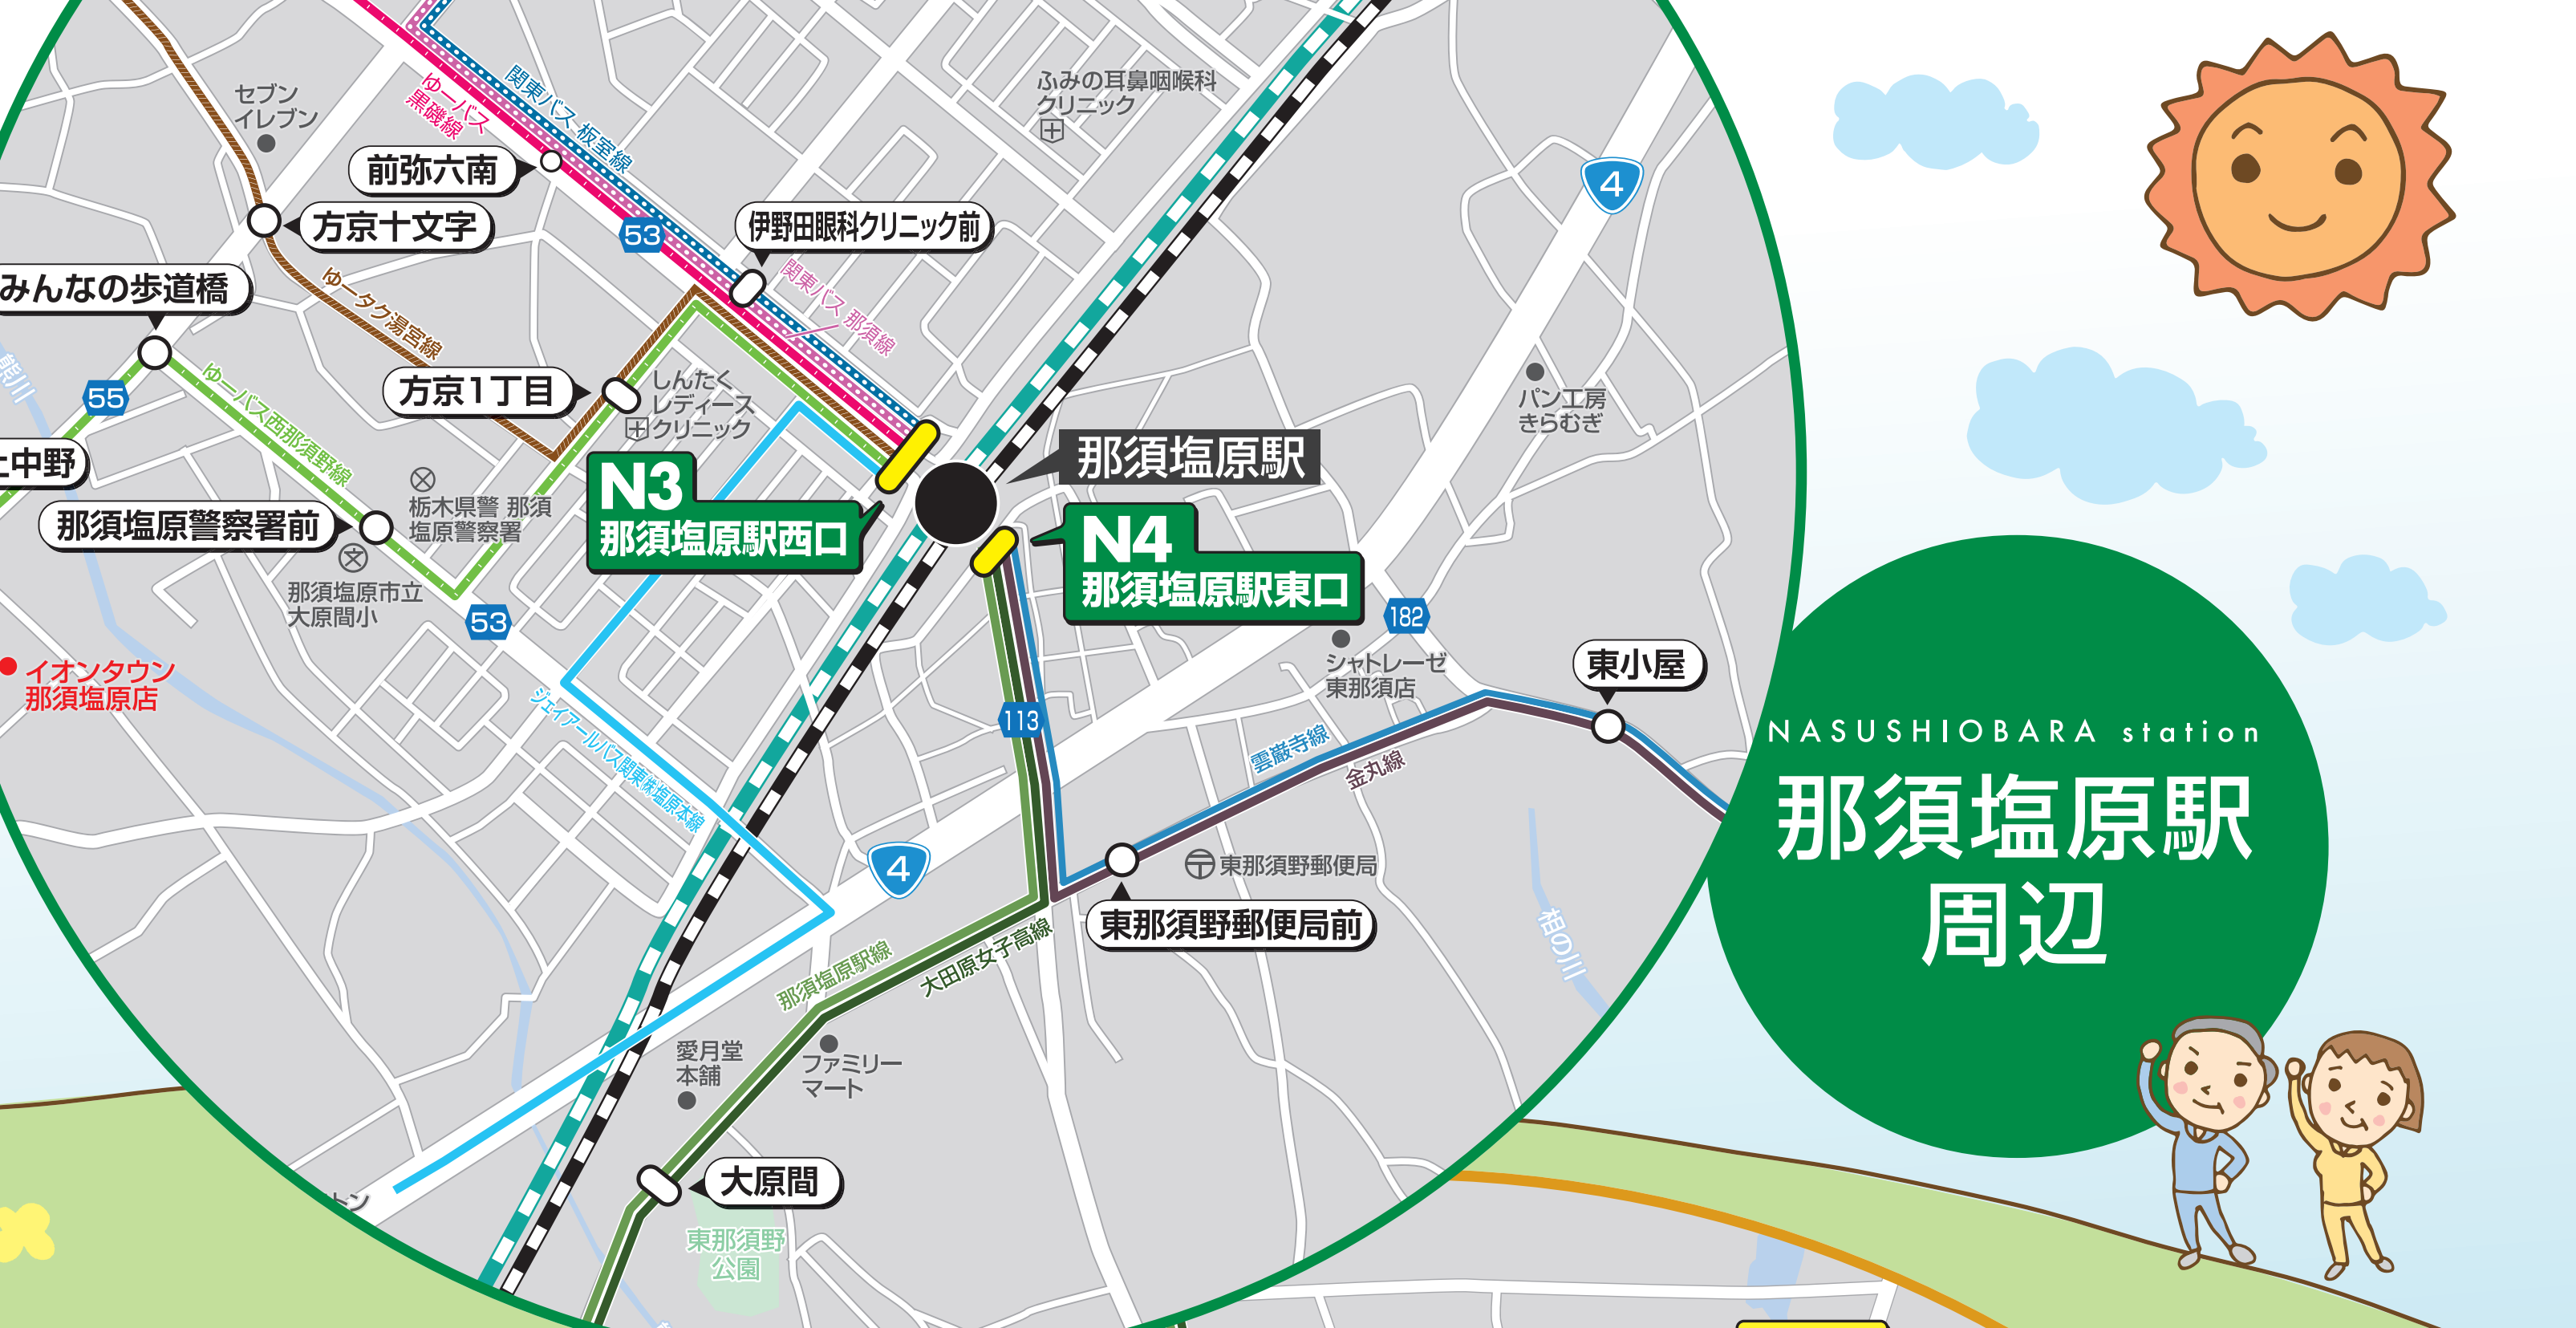 セブン
イレブン
ゆーバス
黒磯線
関東バス 板室線
ふみの耳鼻咽喉科
クリニック
前弥六南
方京十文字
53
伊野田眼科クリニック前
4
みんなの歩道橋
ゆータク湯宮線
関東バス 那須線
55
方京1丁目
しんたく
レディース
クリニック
パン工房
きらむぎ
熊川
ゆーバス西那須野線
上中野
那須塩原駅
栃木県警 那須
塩原警察署
那須塩原警察署前
N3
那須塩原駅西口
N4
那須塩原駅東口
那須塩原市立
大原間小
53
182
シャトレーゼ
東那須店
東小屋
イオンタウン
那須塩原店
ジェイアールバス関東㈱塩原本線
113
雲巌寺線
金丸線
NASUSHIOBARA station
那須塩原駅
周辺
4
東那須野郵便局
東那須野郵便局前
相の川
那須塩原駅線
大田原女子高線
愛月堂
本舗
ファミリー
マート
大原間
トン
東那須野
公園